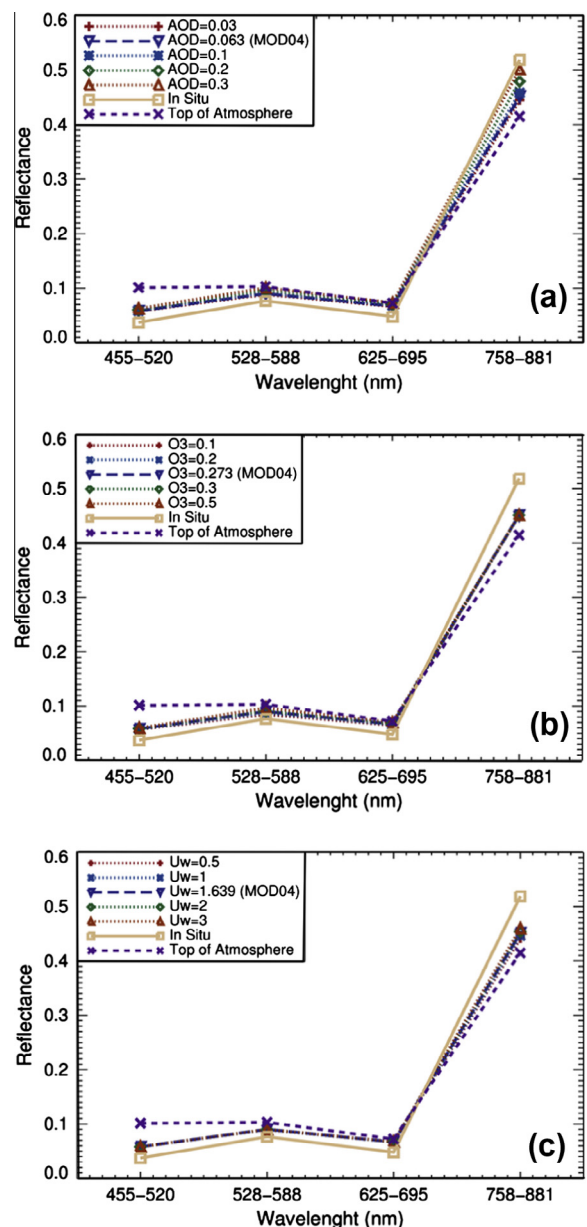 0.6
0.5
0.4
0.3
0.2
0.1
0.0
Reflectance
AOD=0.03
AOD=0.063 (MOD04)
AOD=0.1
AOD=0.2
AOD=0.3
In Situ
Top of Atmosphere
(a)
455–520
528–588
625–695
758–881
Wavelenght (nm)
0.6
0.5
0.4
0.3
0.2
0.1
0.0
Reflectance
O3=0.1
O3=0.2
O3=0.273 (MOD04)
O3=0.3
O3=0.5
In Situ
Top of Atmosphere
(b)
455–520
528–588
625–695
758–881
Wavelenght (nm)
0.6
0.5
0.4
0.3
0.2
0.1
0.0
Reflectance
Uw=0.5
Uw=1
Uw=1.639 (MOD04)
Uw=2
Uw=3
In Situ
Top of Atmosphere
(c)
455–520
528–588
625–695
758–881
Wavelenght (nm)